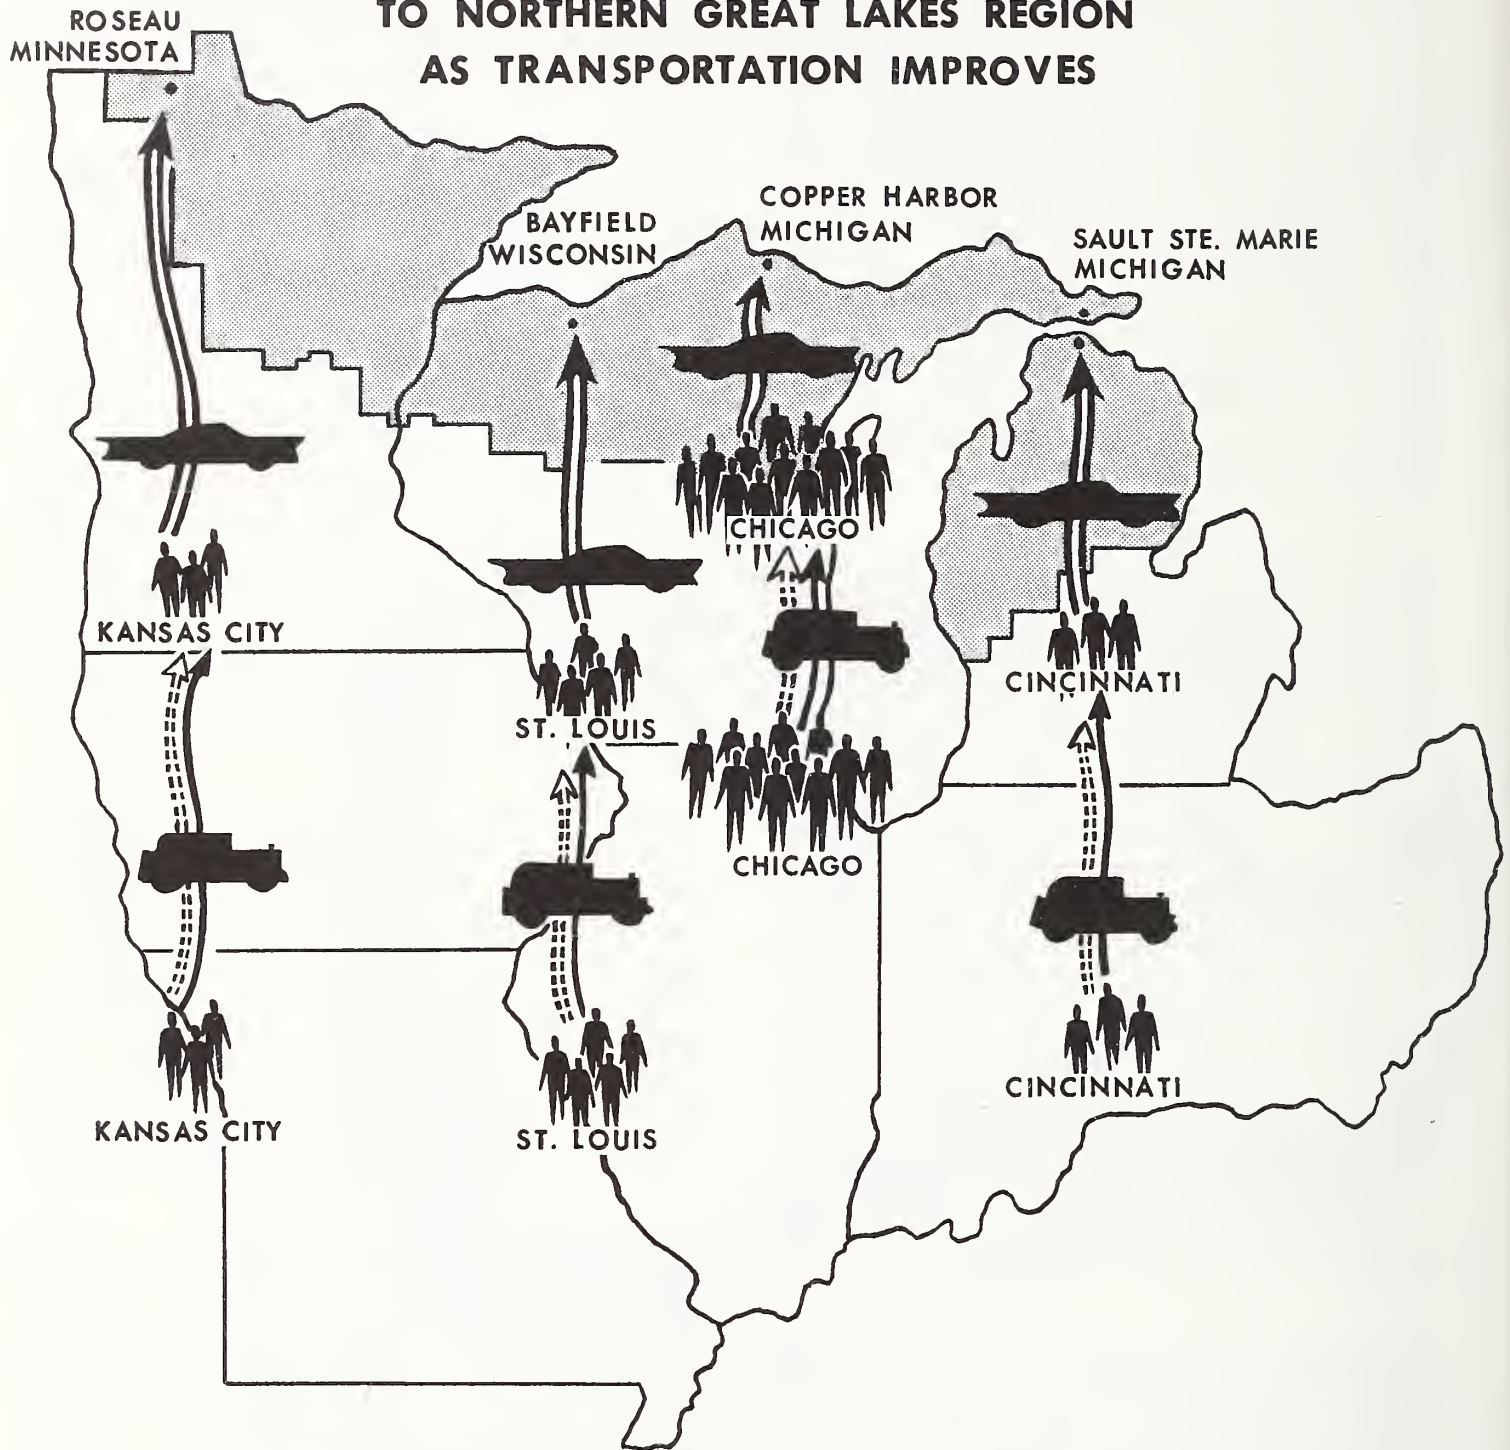 TO NORTHERN GREAT LAKES REGION
AS TRANSPORTATION IMPROVES
ROSEAU
MINNESOTA
COPPER HARBOR
MICHIGAN
BAYFIELD
WISCONSIN
SAULT STE. MARIE
MICHIGAN
CHICAGO
KANSAS CITY
CINCINNATI
ST. LOUIS
CHICAGO
CINCINNATI
KANSAS CITY
ST. LOUIS